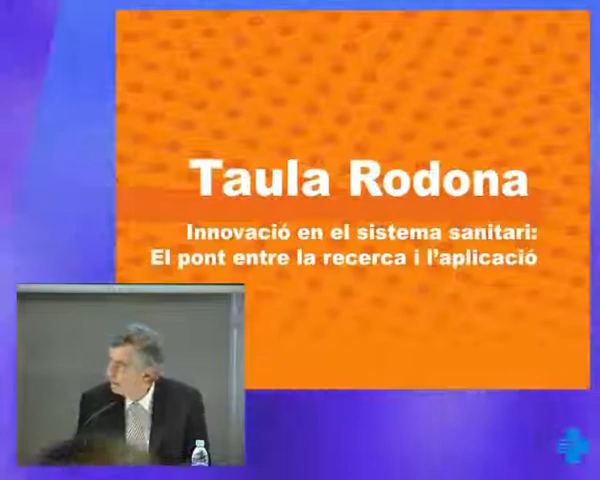 Taula Rodona
Innovació en el sistema sanitari:
El pont entre la recerca i l'aplicació